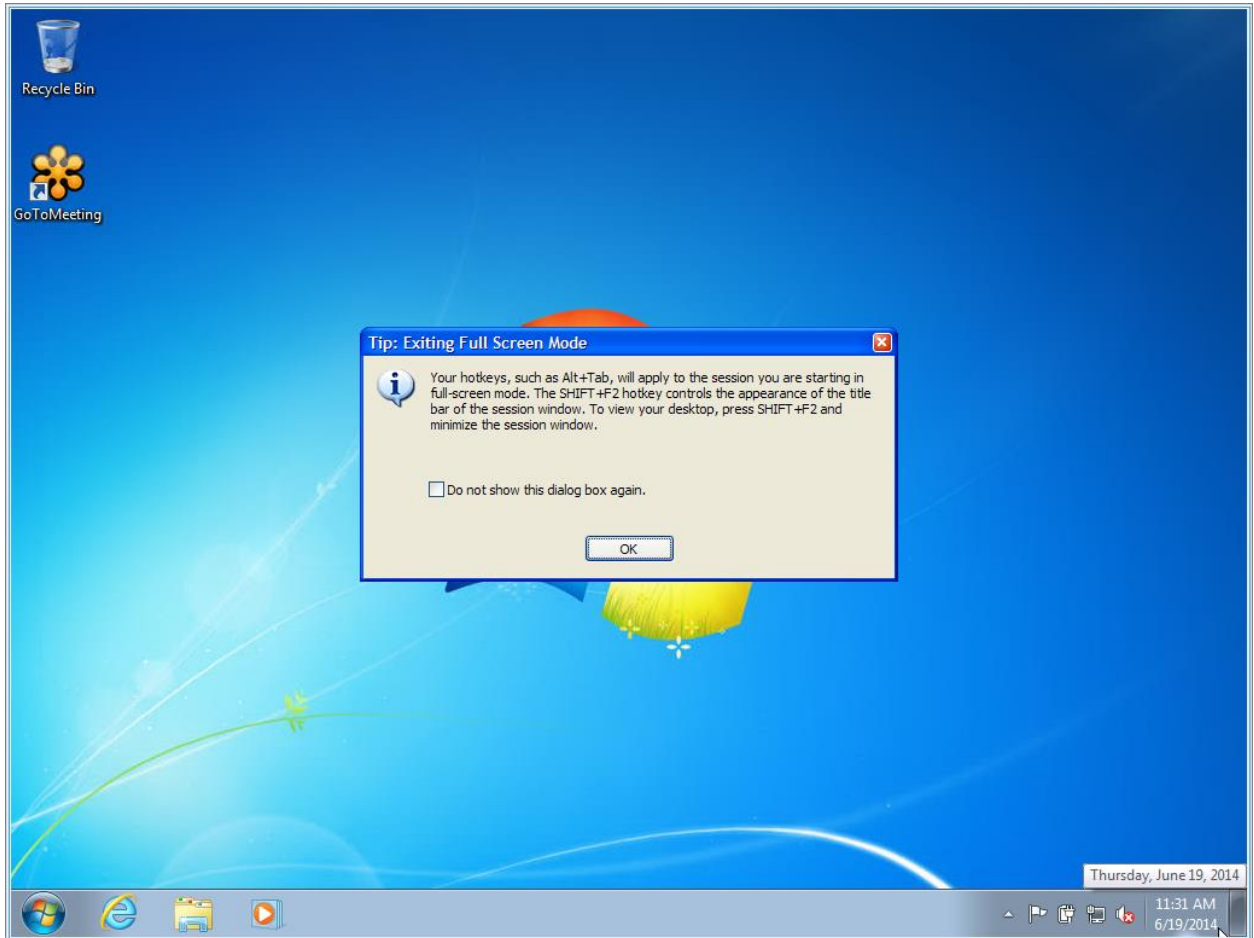 Recycle Bin
GoToMeeting
Tip: Exiting Full Screen Mode
Your hotkeys, such as Alt+Tab, will apply to the session you are starting in
full-screen mode. The SHIFT+F2 hotkey controls the appearance of the title
bar of the session window. To view your desktop, press SHIFT+F2 and
minimize the session window.
Do not show this dialog box again.
OK
Thursday, June 19, 2014
11:31 AM
6/19/2014